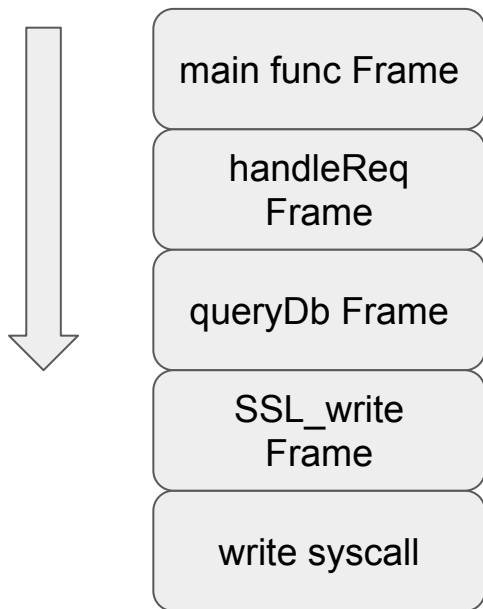 main func Frame
handleReq
Frame
queryDb Frame
SSL_write
Frame
write syscall